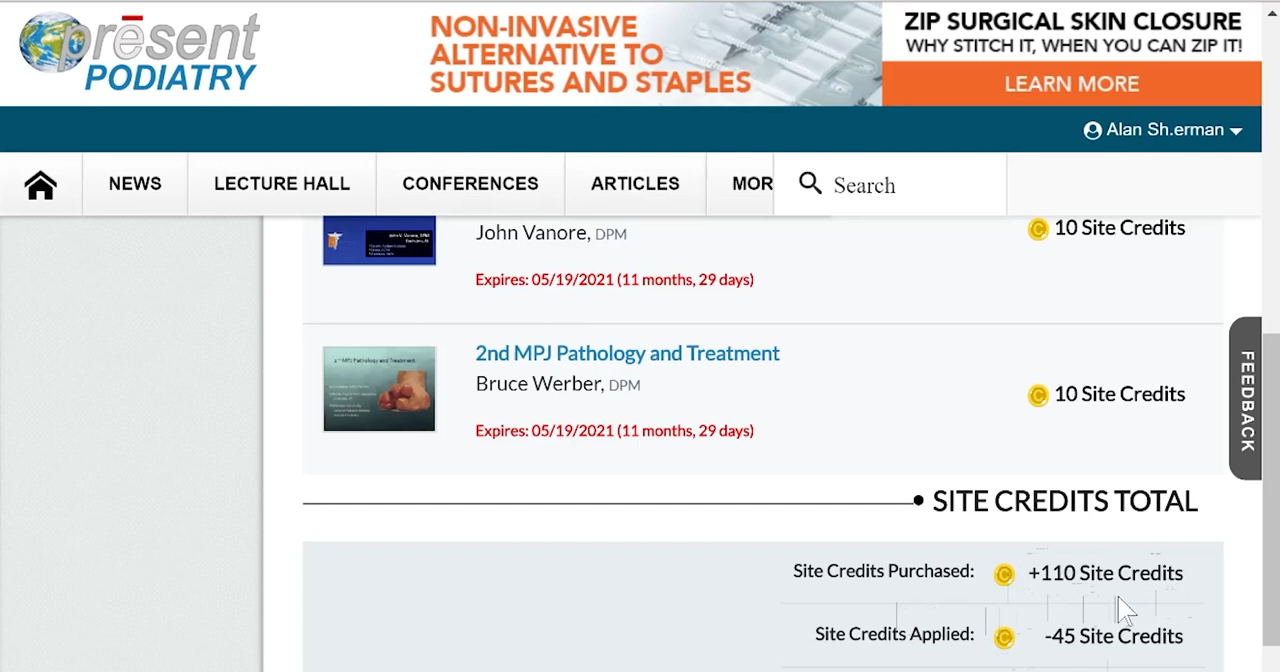 present
PODIATRY
NON-INVASIVE
ALTERNATIVE TO
SUTURES AND STAPLES
ZIP SURGICAL SKIN CLOSURE
WHY STITCH IT, WHEN YOU CAN ZIP IT!
LEARN MORE
Alan Sh.erman
NEWS
LECTURE HALL
CONFERENCES
ARTICLES
MOR
Search
John Vanore, DPM
10 Site Credits
Expires: 05/19/2021 (11 months, 29 days)
2nd MPJ Pathology and Treatment
Bruce Werber, DPM
10 Site Credits
Expires: 05/19/2021 (11 months, 29 days)
FEEDBACK
SITE CREDITS TOTAL
Site Credits Purchased: +110 Site Credits
Site Credits Applied: -45 Site Credits